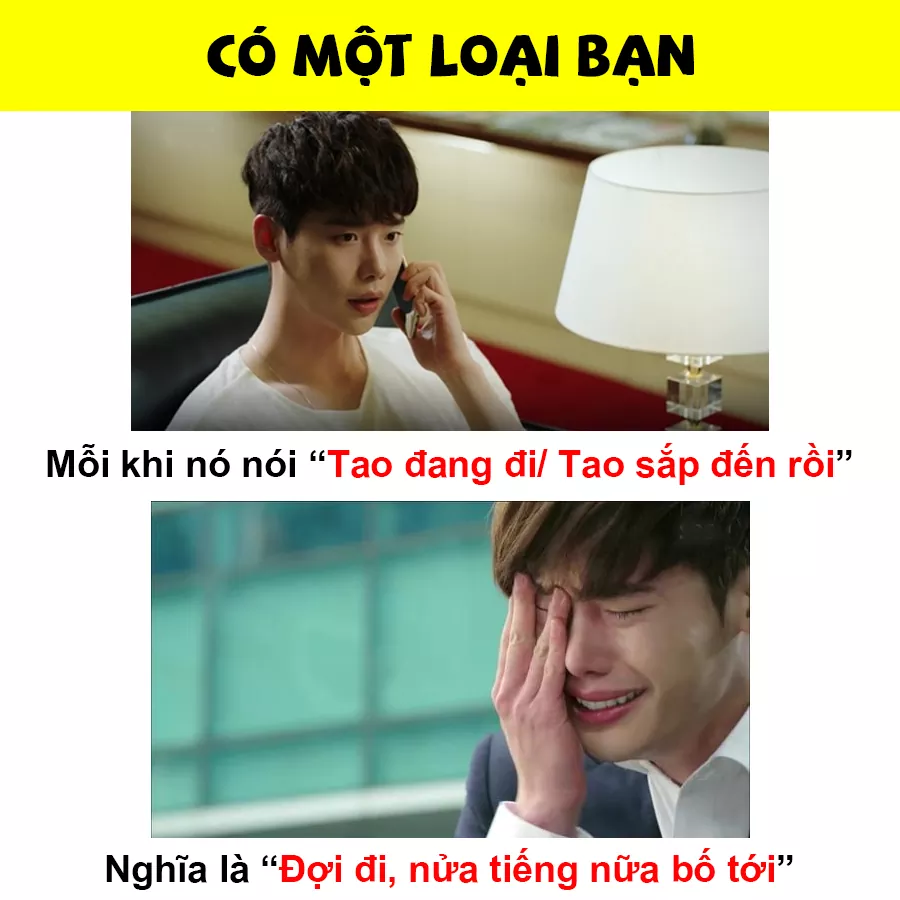 CÓ MỘT LOẠI BẠN
Mỗi khi nó nói “Tao đang đi/ Tao sắp đến rồi”
Nghĩa là “Đợi đi, nửa tiếng nữa bố tới”